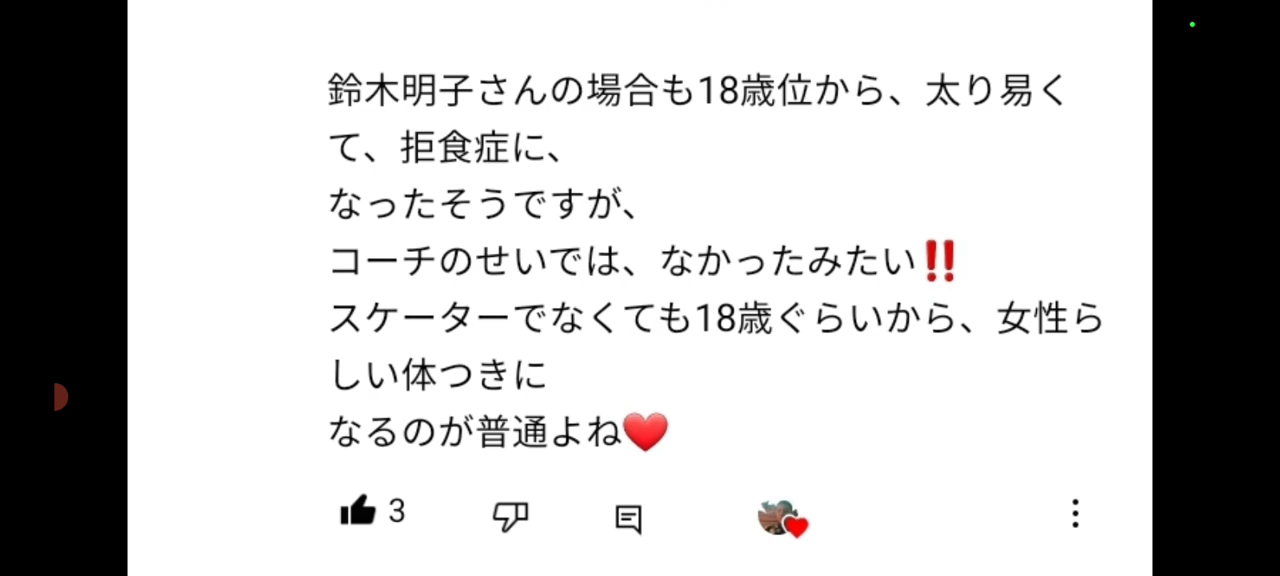 鈴木明子さんの場合も18歳位から、太り易く
て、拒食症に、
なったそうですが、
コーチのせいでは、なかったみたい‼️
スケーターでなくても18歳ぐらいから、女性ら
しい体つきに
なるのが普通よね❤️
3